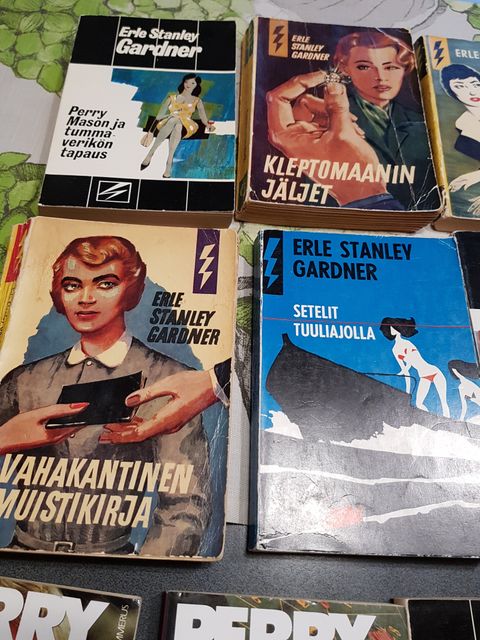 Erle Stanley
Gardner
Perry
Mason ja
tumma-
verikön
tapaus
ERLE
STANLEY
GARDNER
KLEPTOMAANIN
JÄLJET
ERLE
ERLE
STANLEY
GARDNER
VAHAKANTINEN
MUISTIKIRJA
ERLE STANLEY
GARDNER
SETELIT
TUULIAJOLLA
PERRY
PERRY